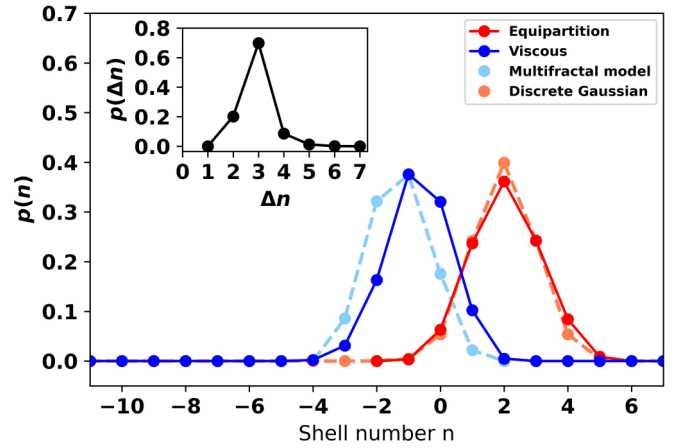 0.7
0.6
0.5
0.4
0.3
0.2
0.1
0.0
p(n)
−10 −8 −6 −4 −2 0 2 4 6
Shell number n
Equipartition
Viscous
Multifractal model
Discrete Gaussian
0.8
0.6
0.4
0.2
0.0
p(Δn)
0 1 2 3 4 5 6 7
Δn